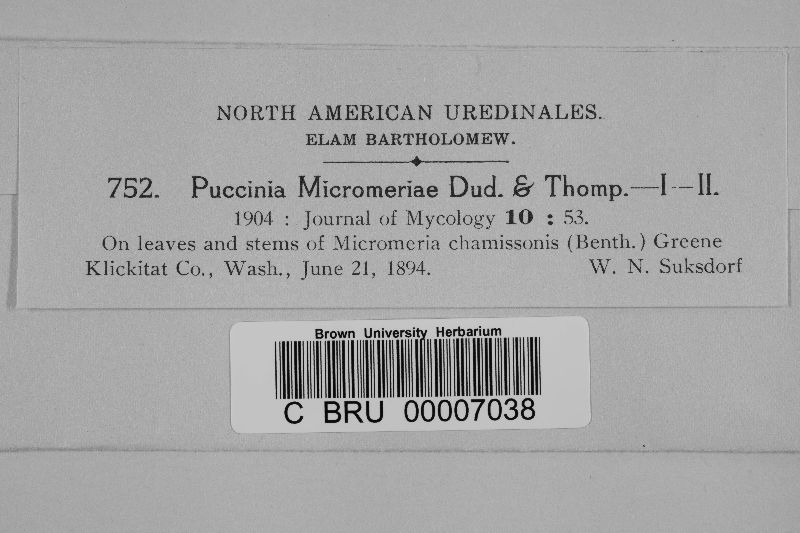 NORTH AMERICAN UREDINALES.
ELAM BARTHOLOMEW.
752. Puccinia Micromeriae Dud. & Thomp.—I—II.
1904 : Journal of Mycology 10 : 53.
On leaves and stems of Micromeria chamissonis (Benth.) Greene
Klickitat Co., Wash., June 21, 1894. W. N. Suksdorf
Brown University Herbarium
C BRU 00007038